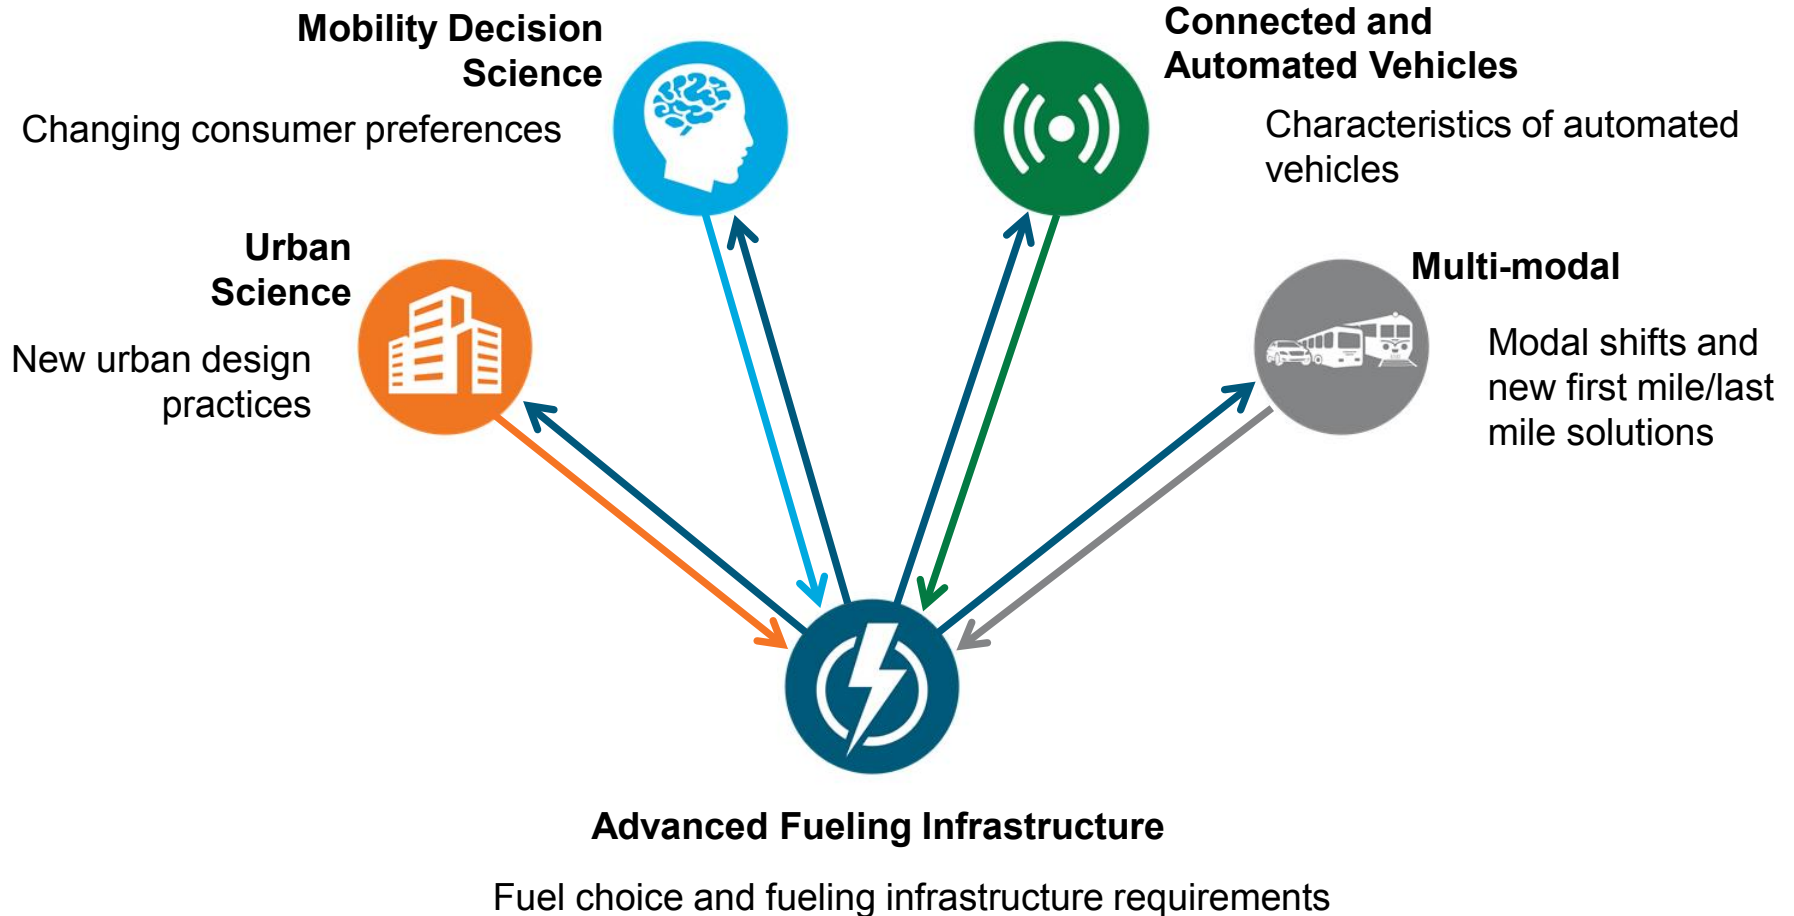 Mobility Decision
Science
Changing consumer preferences
Connected and
Automated Vehicles
Characteristics of automated
vehicles
Urban
Science
New urban design
practices
Multi-modal
Modal shifts and
new first mile/last
mile solutions
Advanced Fueling Infrastructure
Fuel choice and fueling infrastructure requirements